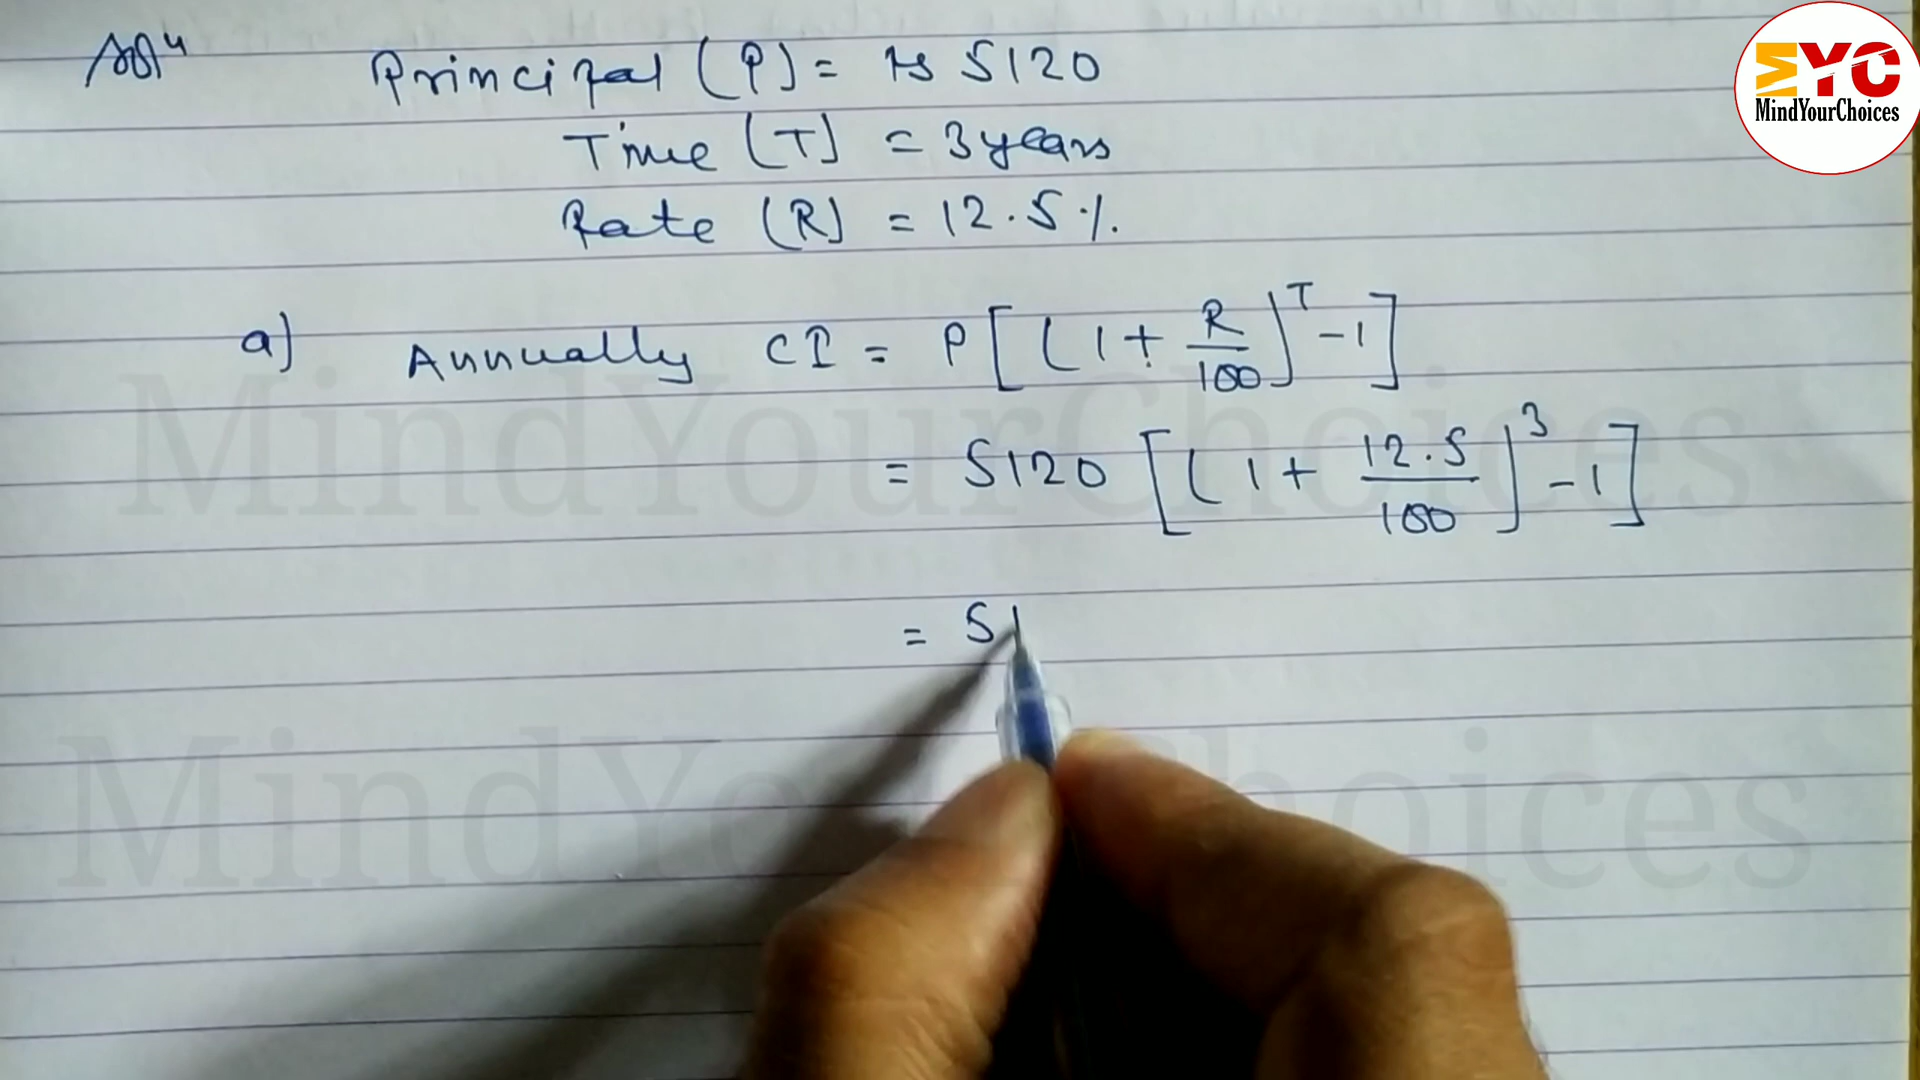 Solⁿ Principal (P) = Rs 5120
Time (T) = 3 years
Rate (R) = 12.5 %.
a) Annually CI = P [ ( 1 + R/100 )^T - 1 ]
= 5120 [ ( 1 + 12.5/100 )^3 - 1 ]
= 51
MYC
MindYourChoices
MindYourChoices
MindYourChoices